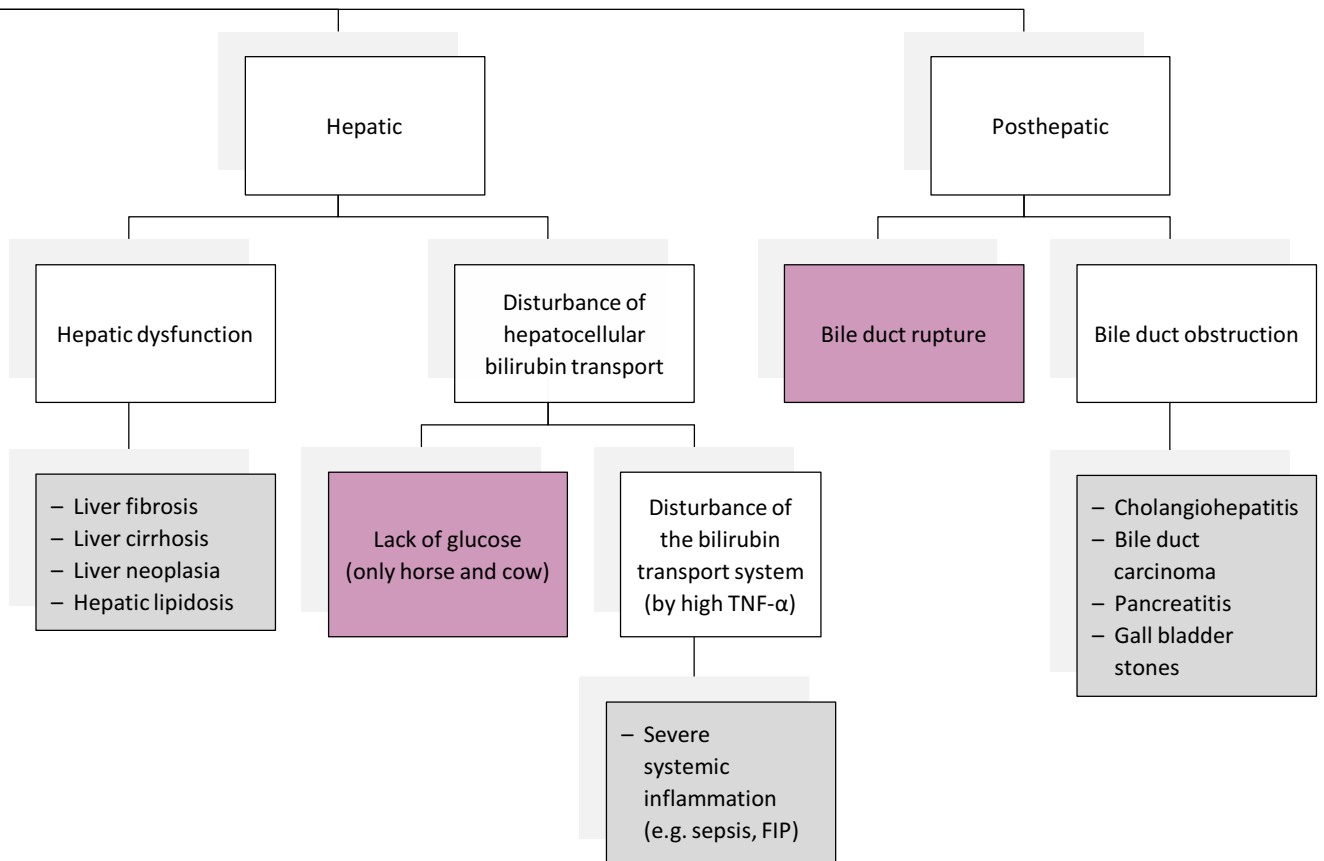 Hepatic
Posthepatic
Hepatic dysfunction
Disturbance of
hepatocellular
bilirubin transport
Bile duct rupture
Bile duct obstruction
– Liver fibrosis
– Liver cirrhosis
– Liver neoplasia
– Hepatic lipidosis
Lack of glucose
(only horse and cow)
Disturbance of
the bilirubin
transport system
(by high TNF-α)
– Cholangiohepatitis
– Bile duct
carcinoma
– Pancreatitis
– Gall bladder
stones
– Severe
systemic
inflammation
(e.g. sepsis, FIP)